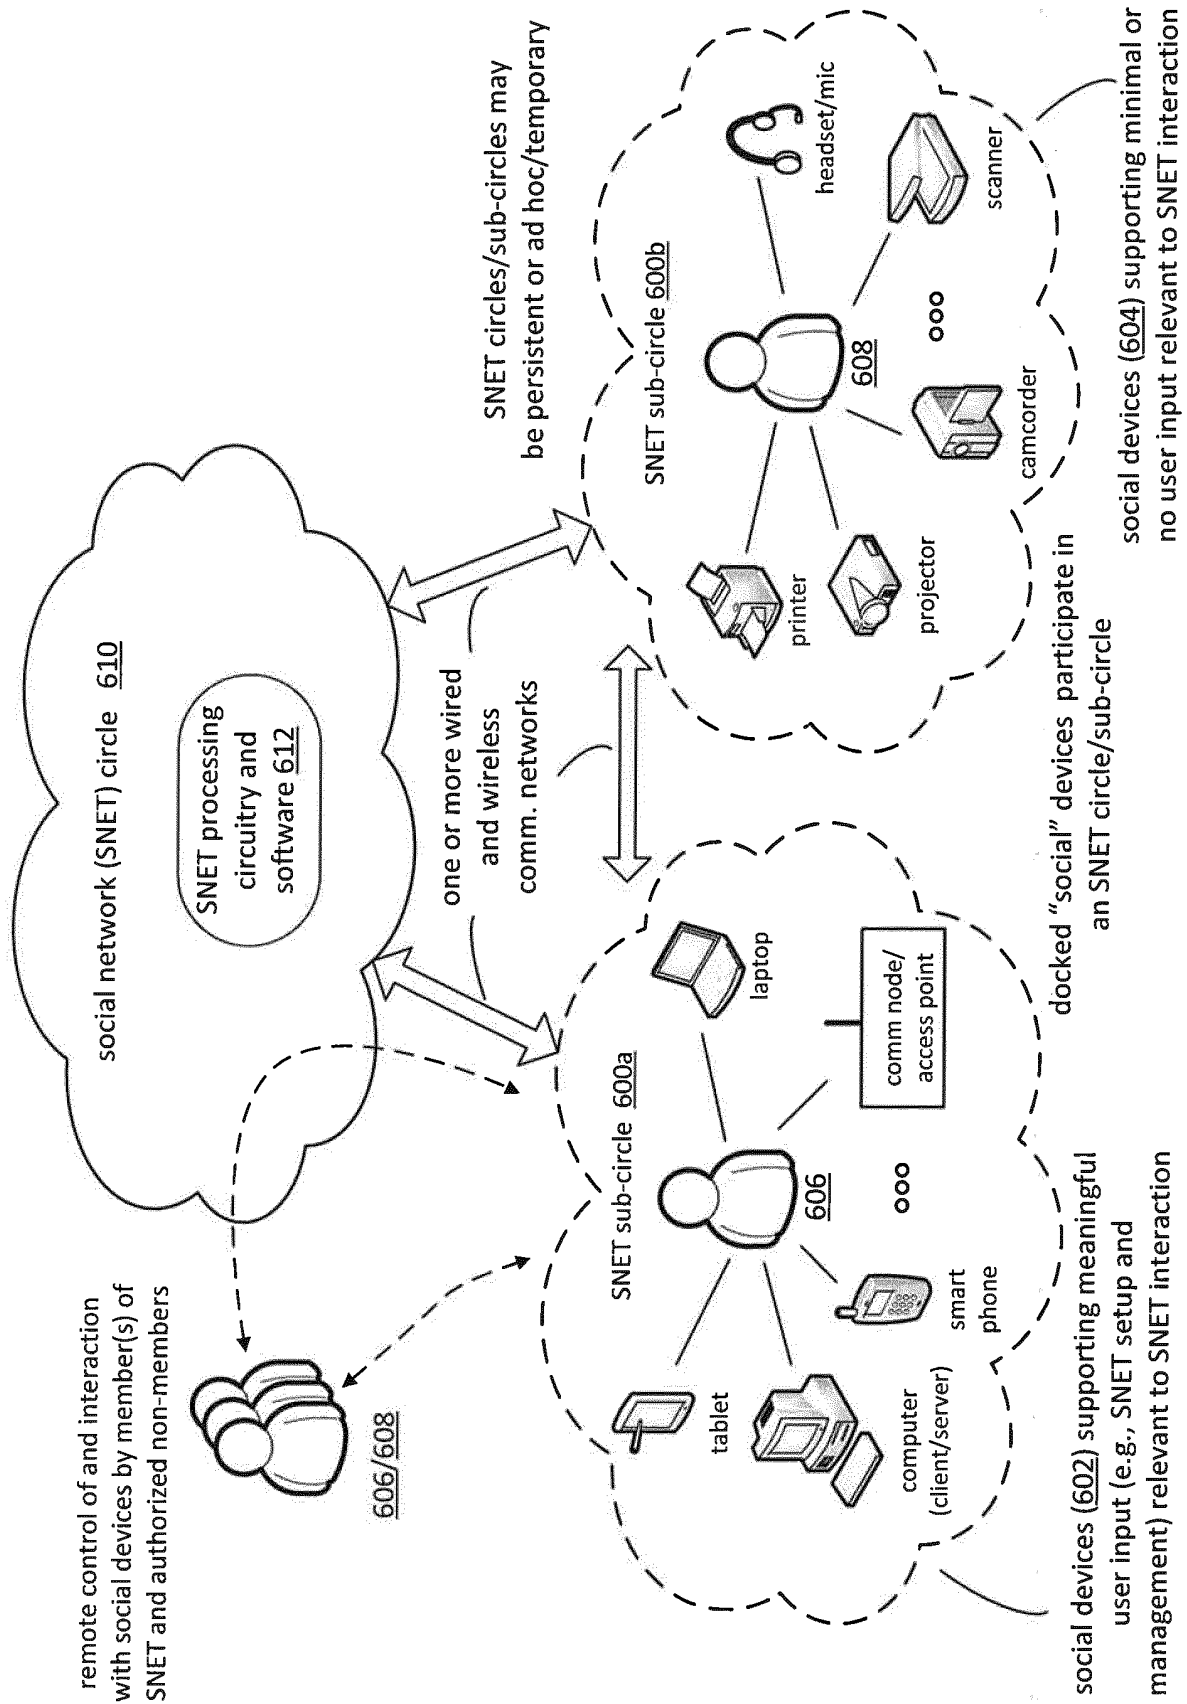 remote control of and interaction
with social devices by member(s) of
SNET and authorized non-members
606/608
social network (SNET) circle 610
SNET processing
circuitry and
software 612
one or more wired
and wireless
comm. networks
SNET circles/sub-circles may
be persistent or ad hoc/temporary
SNET sub-circle 600a
tablet
laptop
computer
(client/server)
606
smart
phone
comm node/
access point
SNET sub-circle 600b
printer
headset/mic
608
projector
camcorder
scanner
docked “social” devices participate in
an SNET circle/sub-circle
social devices (602) supporting meaningful
user input (e.g., SNET setup and
management) relevant to SNET interaction
social devices (604) supporting minimal or
no user input relevant to SNET interaction